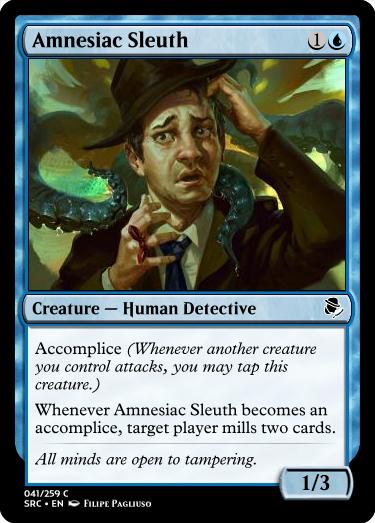 Amnesiac Sleuth 1
Creature — Human Detective
Accomplice (Whenever another creature
you control attacks, you may tap this
creature.)
Whenever Amnesiac Sleuth becomes an
accomplice, target player mills two cards.
All minds are open to tampering.
1/3
041/259 C
SRC • EN Filipe Pagliuso